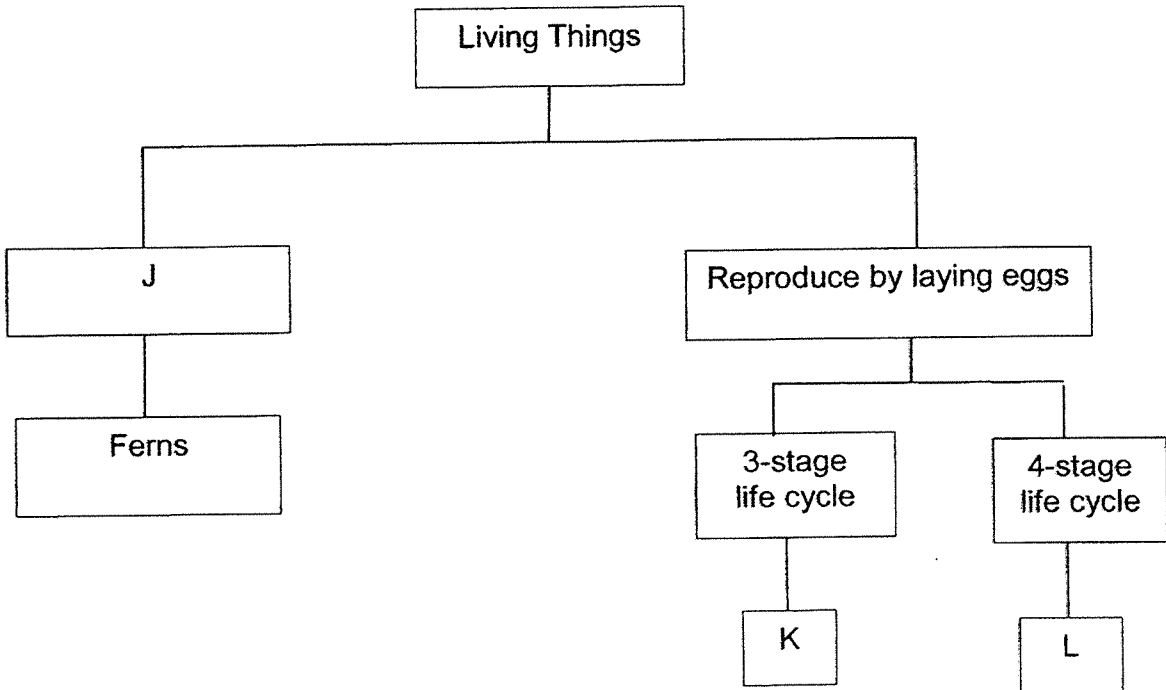 Living Things
J
Reproduce by laying eggs
Ferns
3-stage
life cycle
4-stage
life cycle
K
L